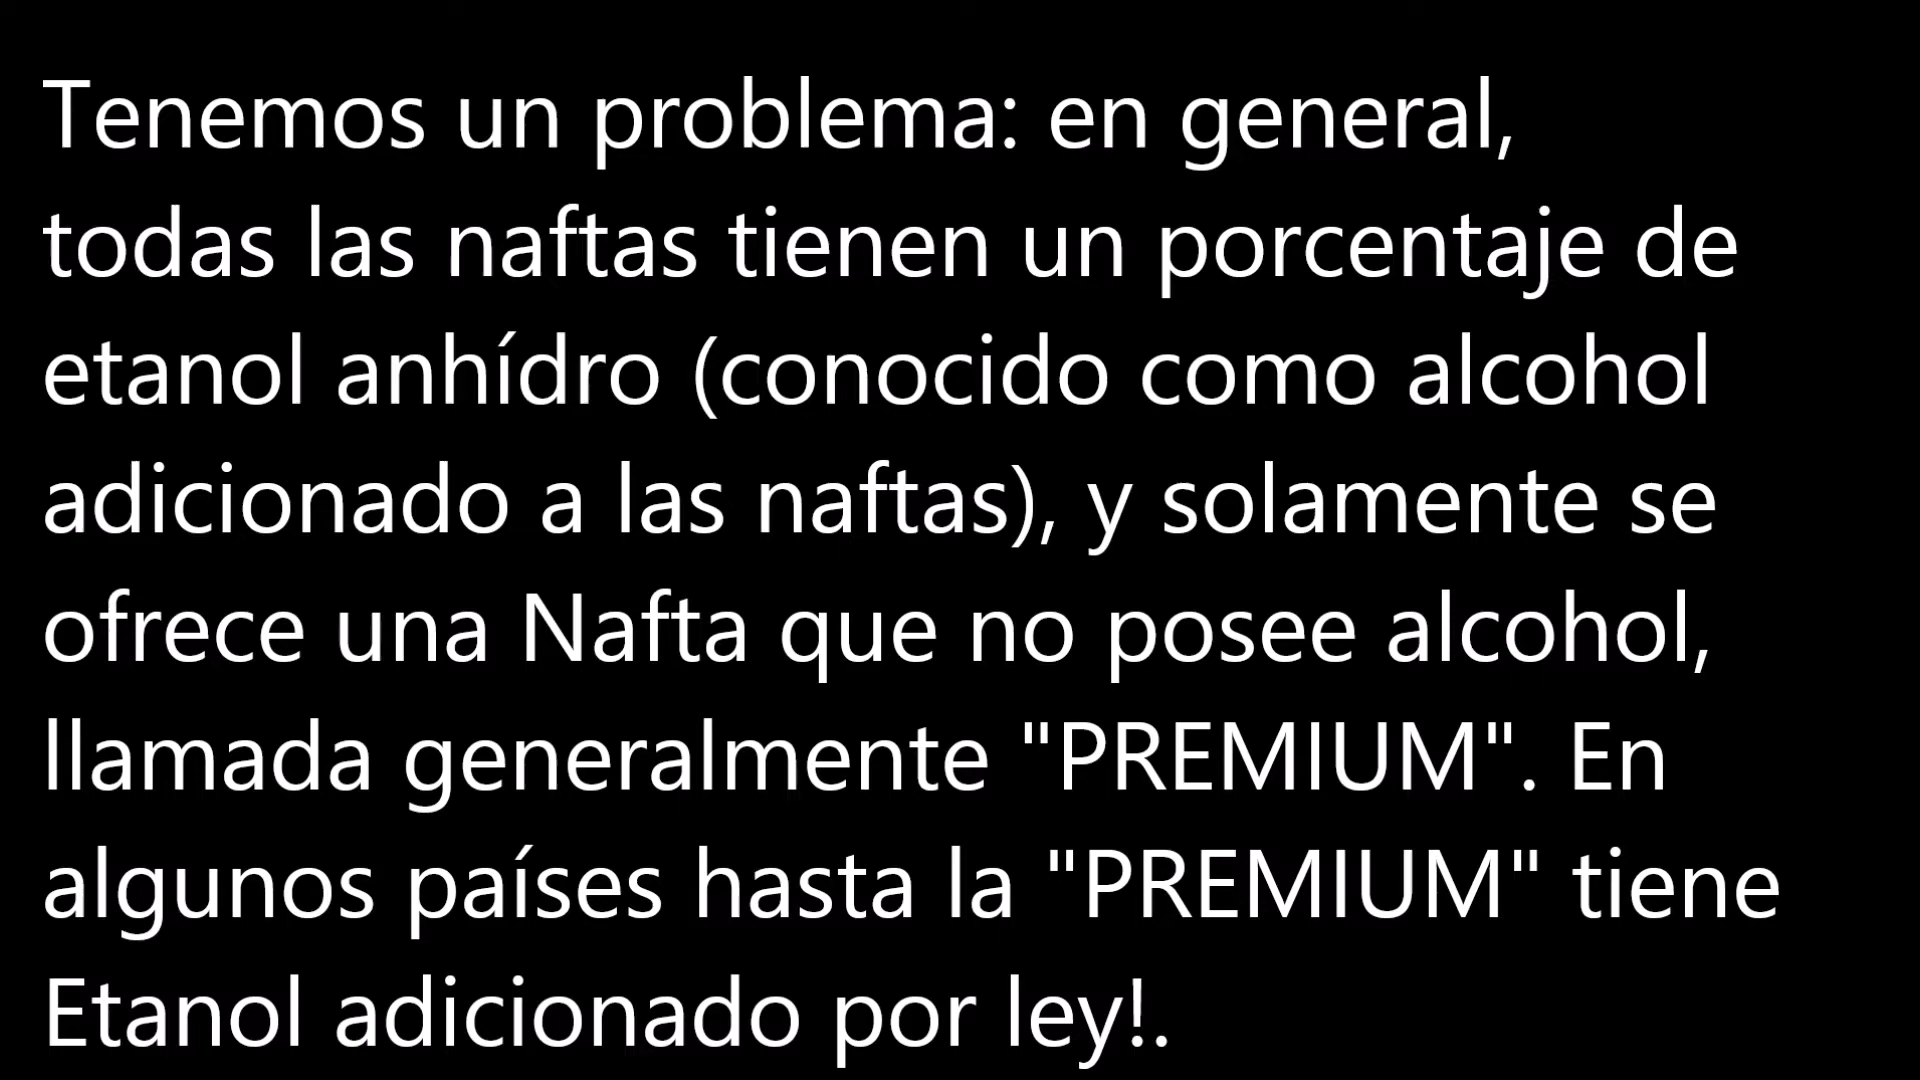 Tenemos un problema: en general,
todas las naftas tienen un porcentaje de
etanol anhídro (conocido como alcohol
adicionado a las naftas), y solamente se
ofrece una Nafta que no posee alcohol,
llamada generalmente "PREMIUM". En
algunos países hasta la "PREMIUM" tiene
Etanol adicionado por ley!.